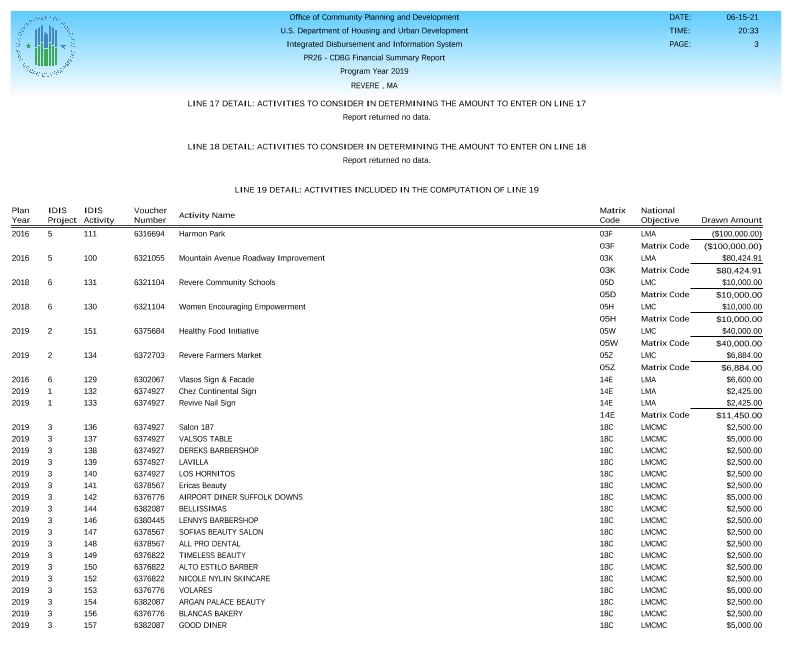 Office of Community Planning and Development DATE: 06-15-21
U.S. Department of Housing and Urban Development TIME: 20:33
Integrated Disbursement and Information System PAGE: 3
PR26 - CDBG Financial Summary Report
Program Year 2019
REVERE , MA
LINE 17 DETAIL: ACTIVITIES TO CONSIDER IN DETERMINING THE AMOUNT TO ENTER ON LINE 17
Report returned no data.
LINE 18 DETAIL: ACTIVITIES TO CONSIDER IN DETERMINING THE AMOUNT TO ENTER ON LINE 18
Report returned no data.
LINE 19 DETAIL: ACTIVITIES INCLUDED IN THE COMPUTATION OF LINE 19
Plan Year IDIS Project IDIS Activity Voucher Number Activity Name Matrix Code National Objective Drawn Amount
2016 5 111 6316694 Harmon Park 03F LMA ($100,000.00)
03F Matrix Code ($100,000.00)
2016 5 100 6321055 Mountain Avenue Roadway Improvement 03K LMA $80,424.91
03K Matrix Code $80,424.91
2018 6 131 6321104 Revere Community Schools 05D LMC $10,000.00
05D Matrix Code $10,000.00
2018 6 130 6321104 Women Encouraging Empowerment 05H LMC $10,000.00
05H Matrix Code $10,000.00
2019 2 151 6375684 Healthy Food Initiative 05W LMC $40,000.00
05W Matrix Code $40,000.00
2019 2 134 6372703 Revere Farmers Market 05Z LMC $6,884.00
05Z Matrix Code $6,884.00
2016 6 129 6302067 Vlasos Sign & Facade 14E LMA $6,600.00
2019 1 132 6374927 Chez Continental Sign 14E LMA $2,425.00
2019 1 133 6374927 Revive Nail Sign 14E LMA $2,425.00
14E Matrix Code $11,450.00
2019 3 136 6374927 Salon 187 18C LMCMC $2,500.00
2019 3 137 6374927 VALSOS TABLE 18C LMCMC $5,000.00
2019 3 138 6374927 DEREKS BARBERSHOP 18C LMCMC $2,500.00
2019 3 139 6374927 LAVILLA 18C LMCMC $2,500.00
2019 3 140 6374927 LOS HORNITOS 18C LMCMC $2,500.00
2019 3 141 6378567 Ericas Beauty 18C LMCMC $2,500.00
2019 3 142 6376776 AIRPORT DINER SUFFOLK DOWNS 18C LMCMC $5,000.00
2019 3 144 6382087 BELLISSIMAS 18C LMCMC $2,500.00
2019 3 146 6380445 LENNYS BARBERSHOP 18C LMCMC $2,500.00
2019 3 147 6378567 SOFIAS BEAUTY SALON 18C LMCMC $2,500.00
2019 3 148 6378567 ALL PRO DENTAL 18C LMCMC $2,500.00
2019 3 149 6376822 TIMELESS BEAUTY 18C LMCMC $2,500.00
2019 3 150 6376822 ALTO ESTILO BARBER 18C LMCMC $2,500.00
2019 3 152 6376822 NICOLE NYLIN SKINCARE 18C LMCMC $2,500.00
2019 3 153 6376776 VOLARES 18C LMCMC $5,000.00
2019 3 154 6382087 ARGAN PALACE BEAUTY 18C LMCMC $2,500.00
2019 3 156 6376776 BLANCAS BAKERY 18C LMCMC $2,500.00
2019 3 157 6382087 GOOD DINER 18C LMCMC $5,000.00